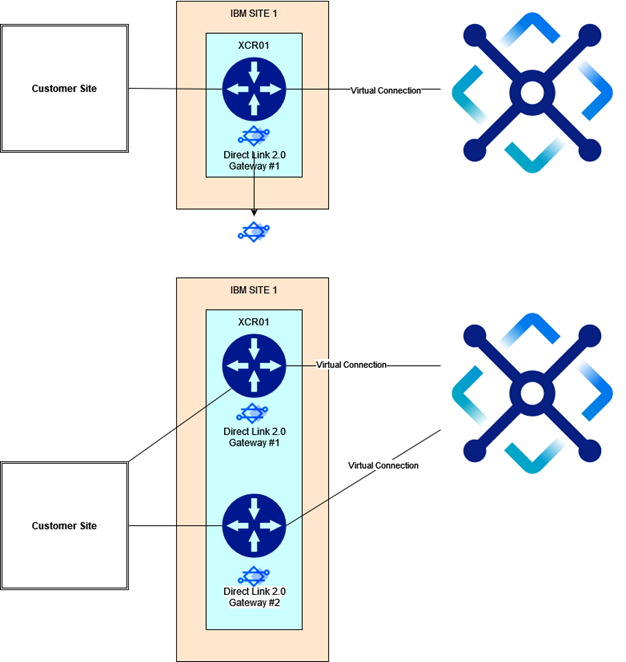 IBM SITE 1
XCR01
Customer Site
Virtual Connection
Direct Link 2.0
Gateway #1
IBM SITE 1
XCR01
Virtual Connection
Direct Link 2.0
Gateway #1
Virtual Connection
Customer Site
Direct Link 2.0
Gateway #2